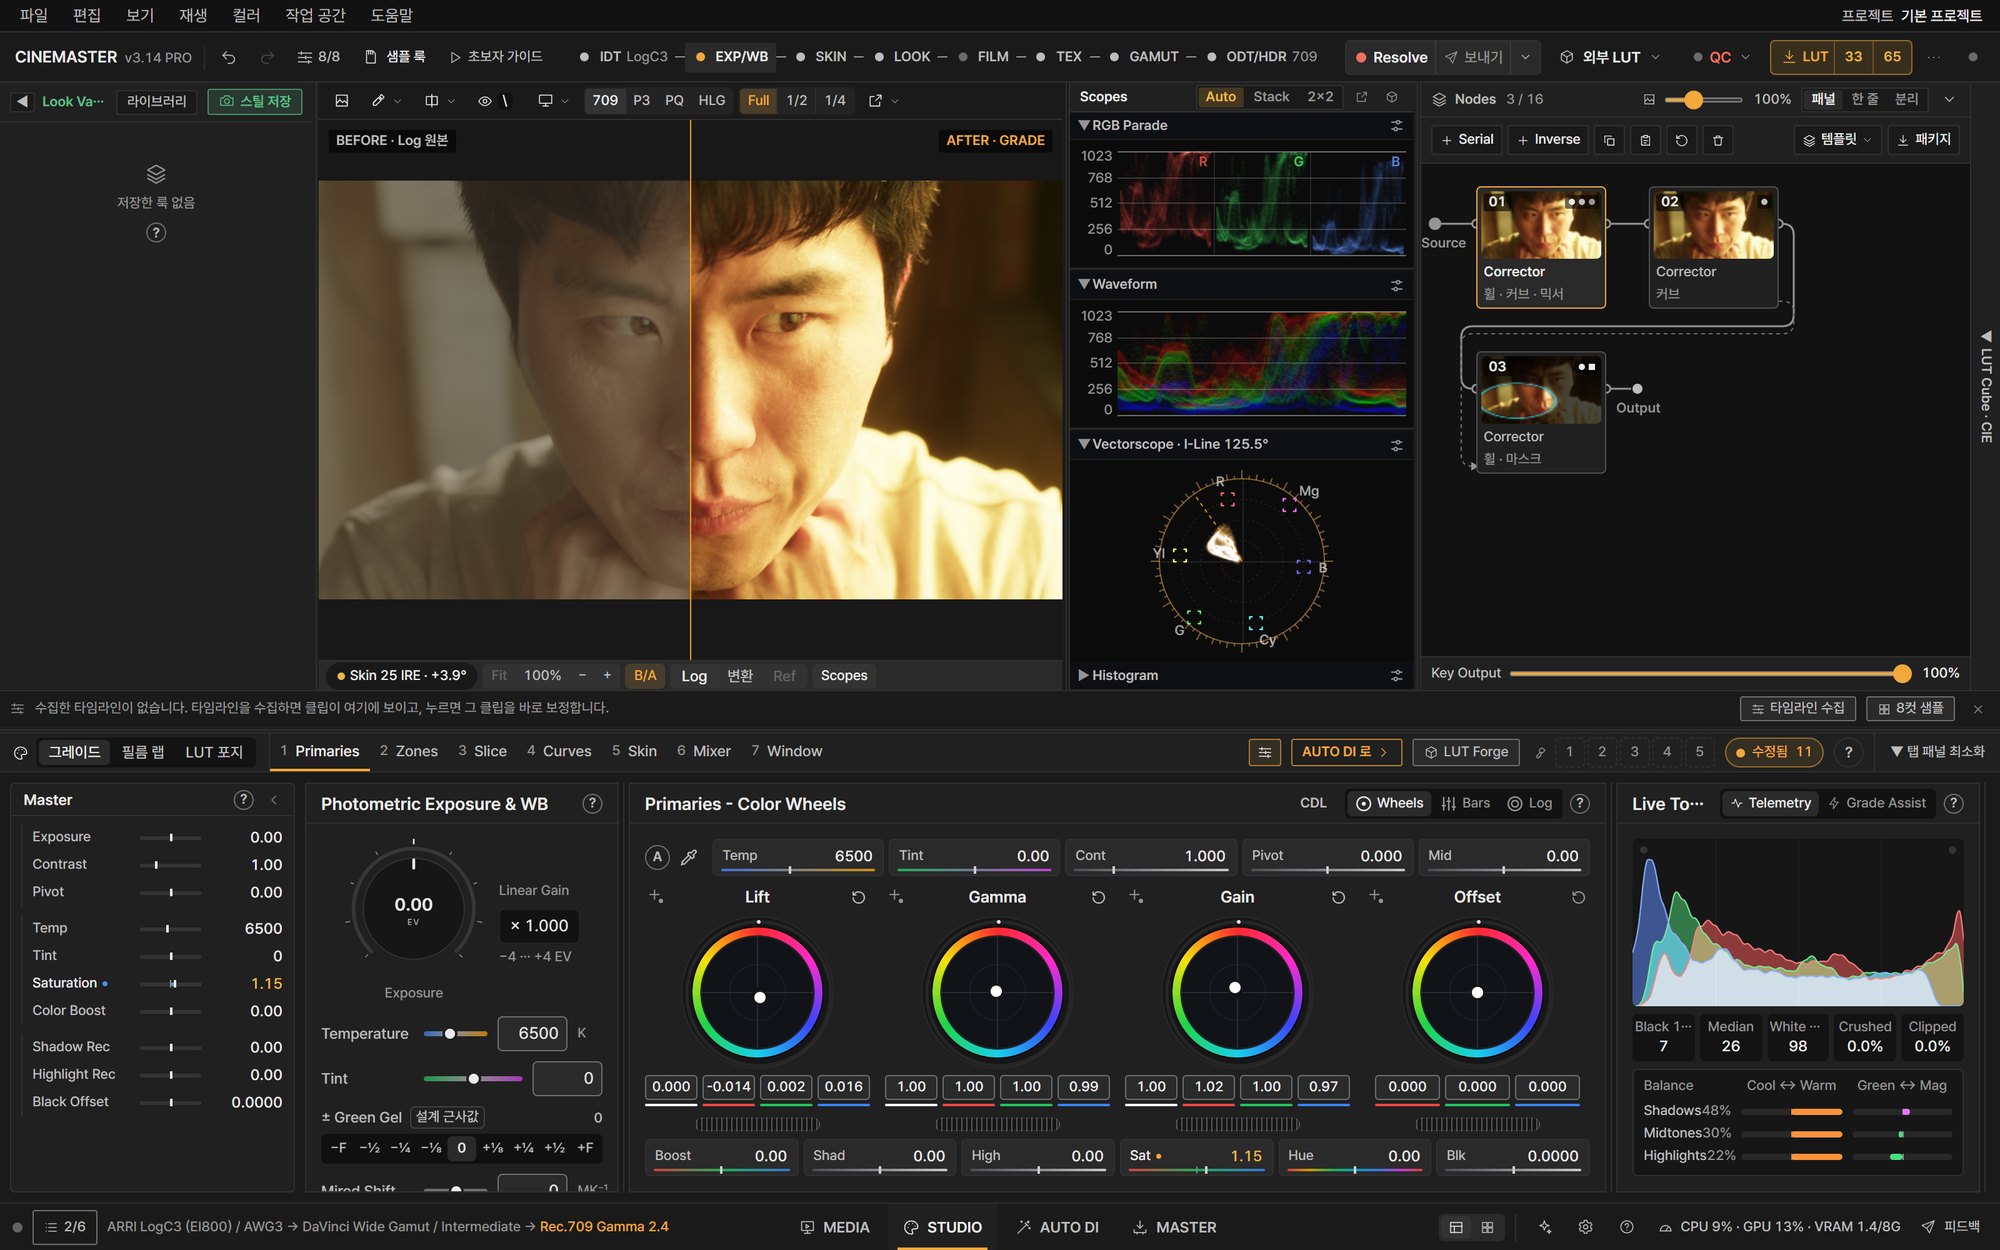 파일 편집 보기 재생 컬러 작업 공간 도움말 프로젝트 기본 프로젝트
CINEMASTER v3.14 PRO 8/8 샘플 룩 초보자 가이드 IDT LogC3 EXP/WB SKIN LOOK FILM TEX GAMUT ODT/HDR 709 Resolve 보내기 외부 LUT QC LUT 33 65 ...
Look Va… 라이브러리 스틸 저장
저장한 룩 없음
?
709 P3 PQ HLG Full 1/2 1/4
BEFORE · Log 원본
AFTER · GRADE
Skin 25 IRE · +3.9° Fit 100% − + B/A Log 변환 Ref Scopes
Scopes Auto Stack 2×2
RGB Parade
1023
768
512
256
0
R G B
Waveform
1023
768
512
256
0
Vectorscope · I-Line 125.5°
R Mg
Yl B
G Cy
Histogram
Nodes 3 / 16 100% 패널 한 줄 분리
+ Serial + Inverse 템플릿 패키지
Source
01
Corrector
휠 · 커브 · 믹서
02
Corrector
커브
03
Corrector
휠 · 마스크
Output
Key Output 100%
LUT Cube · CIE
수집한 타임라인이 없습니다. 타임라인을 수집하면 클립이 여기에 보이고, 누르면 그 클립을 바로 보정합니다. 타임라인 수집 8컷 샘플
그레이드 필름 랩 LUT 포지 1 Primaries 2 Zones 3 Slice 4 Curves 5 Skin 6 Mixer 7 Window AUTO DI 로 LUT Forge 1 2 3 4 5 수정됨 11 ? 탭 패널 최소화
Master ?
Exposure 0.00
Contrast 1.00
Pivot 0.00
Temp 6500
Tint 0
Saturation 1.15
Color Boost 0.00
Shadow Rec 0.00
Highlight Rec 0.00
Black Offset 0.0000
Photometric Exposure & WB ?
0.00
EV
Linear Gain
× 1.000
−4 … +4 EV
Exposure
Temperature 6500 K
Tint 0
± Green Gel 설계 근사값 0
−F −½ −¼ −⅛ 0 +⅛ +¼ +½ +F
Mired Shift 0 MK⁻¹
Primaries - Color Wheels CDL Wheels Bars Log ?
A Temp 6500 Tint 0.00 Cont 1.000 Pivot 0.000 Mid 0.00
Lift Gamma Gain Offset
0.000 -0.014 0.002 0.016 1.00 1.00 1.00 0.99 1.00 1.02 1.00 0.97 0.000 0.000 0.000
Boost 0.00 Shad 0.00 High 0.00 Sat 1.15 Hue 0.00 Blk 0.0000
Live To… Telemetry Grade Assist ?
Black 1… Median White … Crushed Clipped
7 26 98 0.0% 0.0%
Balance Cool ↔ Warm Green ↔ Mag
Shadows 48%
Midtones 30%
Highlights 22%
2/6 ARRI LogC3 (EI800) / AWG3 → DaVinci Wide Gamut / Intermediate → Rec.709 Gamma 2.4 MEDIA STUDIO AUTO DI MASTER CPU 9% · GPU 13% · VRAM 1.4/8G 피드백